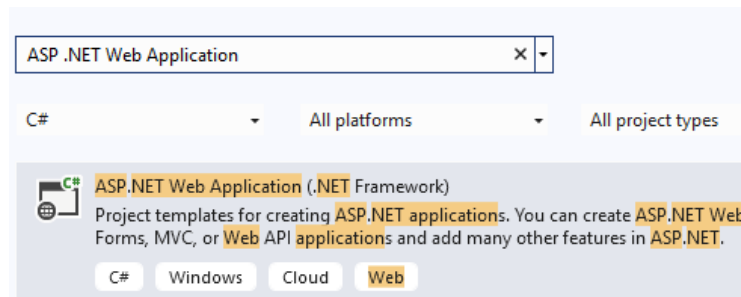 ASP .NET Web Application
C# All platforms All project types
C#
ASP.NET Web Application (.NET Framework)
Project templates for creating ASP.NET applications. You can create ASP.NET Web
Forms, MVC, or Web API applications and add many other features in ASP.NET.
C# Windows Cloud Web